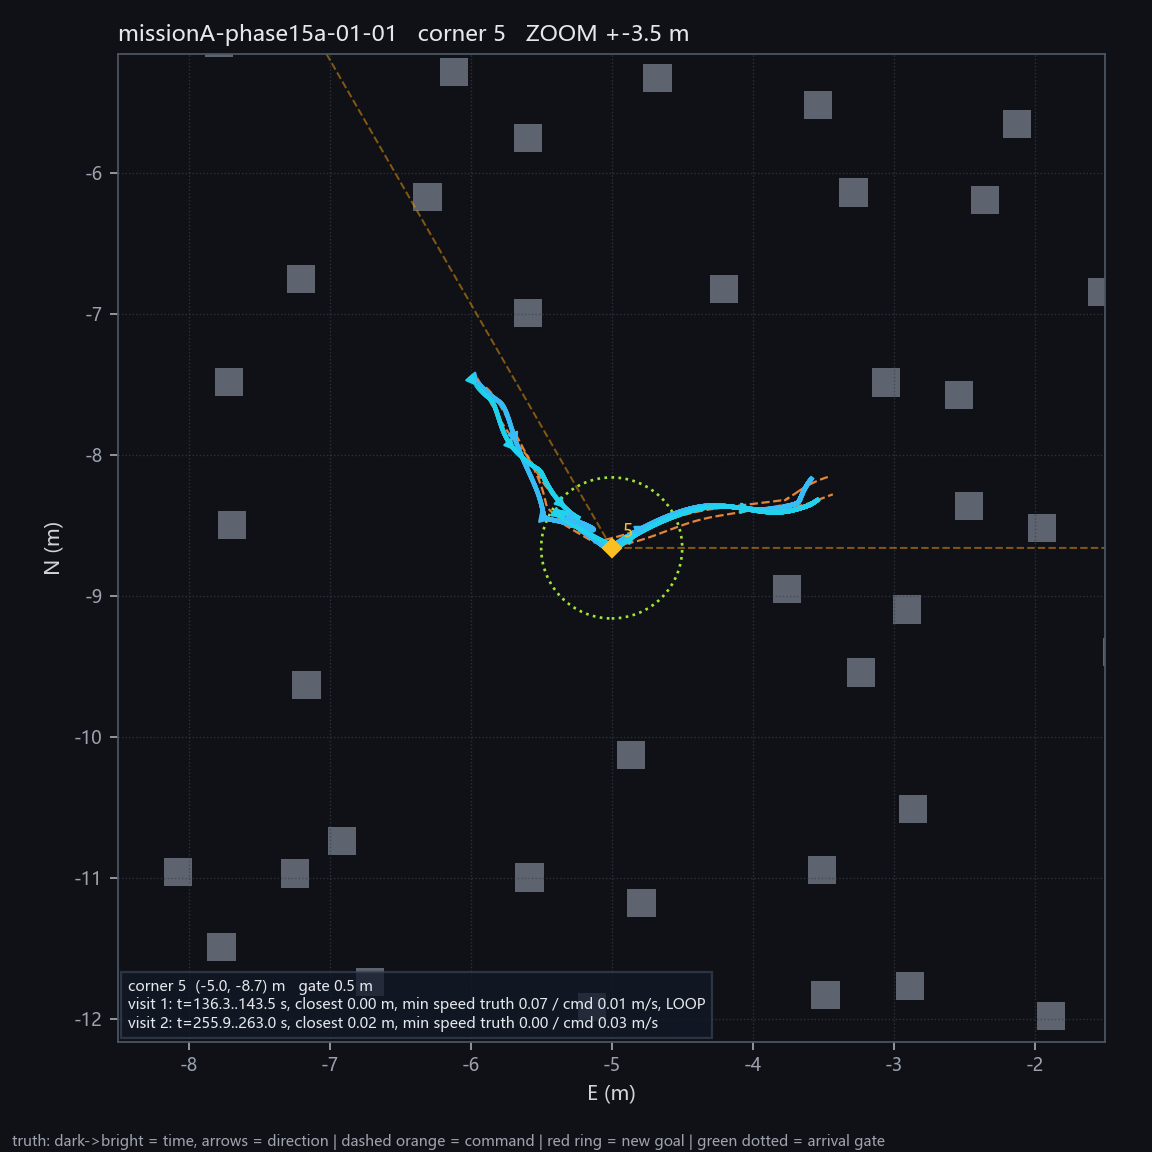 missionA-phase15a-01-01 corner 5 ZOOM +-3.5 m
-6
-7
-8
-9
-10
-11
-12
N (m)
5
corner 5 (-5.0, -8.7) m gate 0.5 m
visit 1: t=136.3..143.5 s, closest 0.00 m, min speed truth 0.07 / cmd 0.01 m/s, LOOP
visit 2: t=255.9..263.0 s, closest 0.02 m, min speed truth 0.00 / cmd 0.03 m/s
-8
-7
-6
-5
-4
-3
-2
E (m)
truth: dark->bright = time, arrows = direction | dashed orange = command | red ring = new goal | green dotted = arrival gate